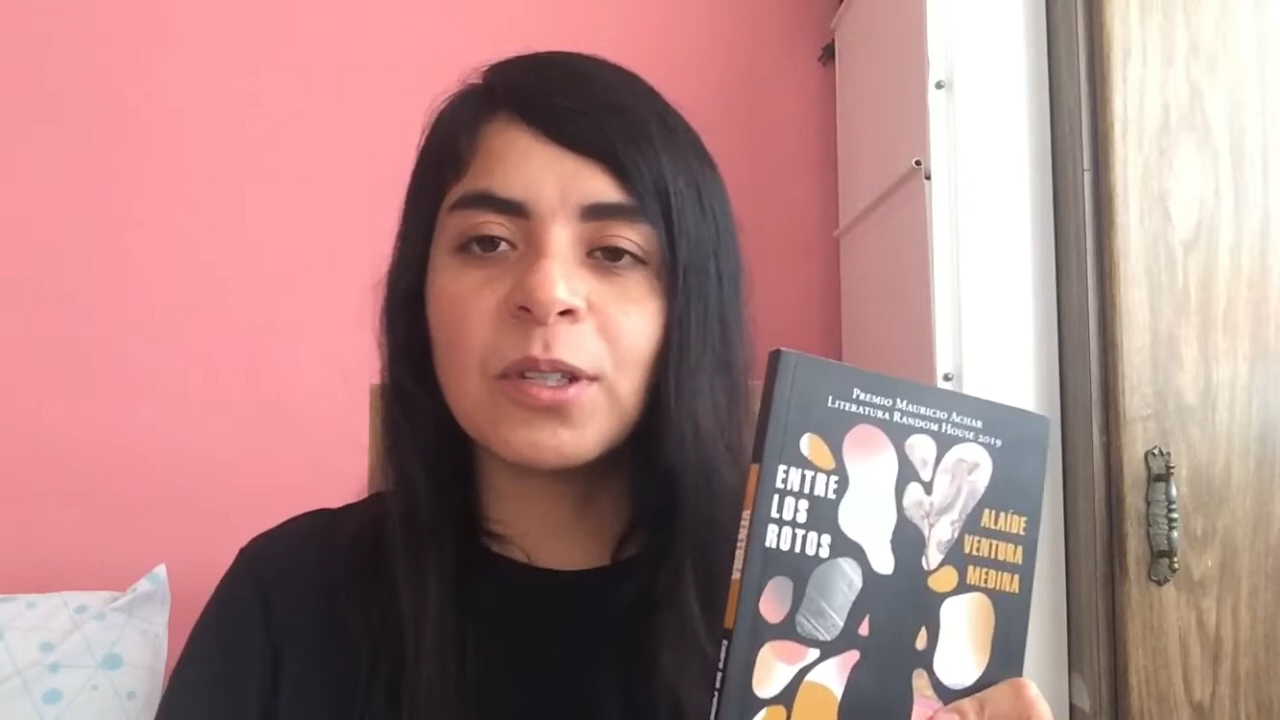 Premio Mauricio Achar
Literatura Random House 2019
ENTRE
LOS
ROTOS
ALAÍDE
VENTURA
MEDINA